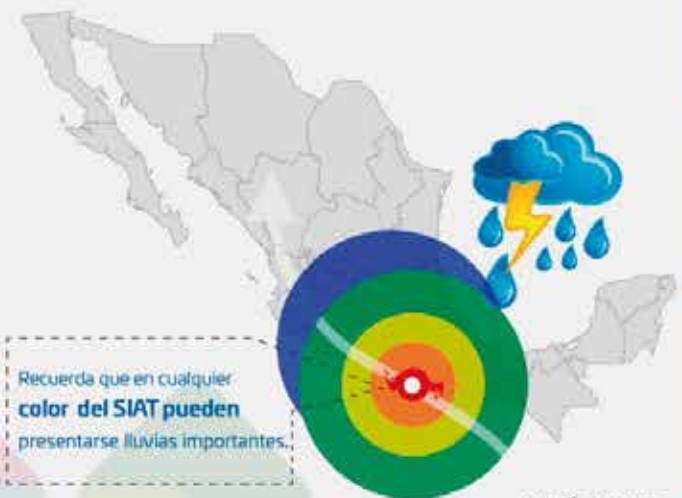 Recuerda que en cualquier
color del SIAT pueden
presentarse lluvias importantes.